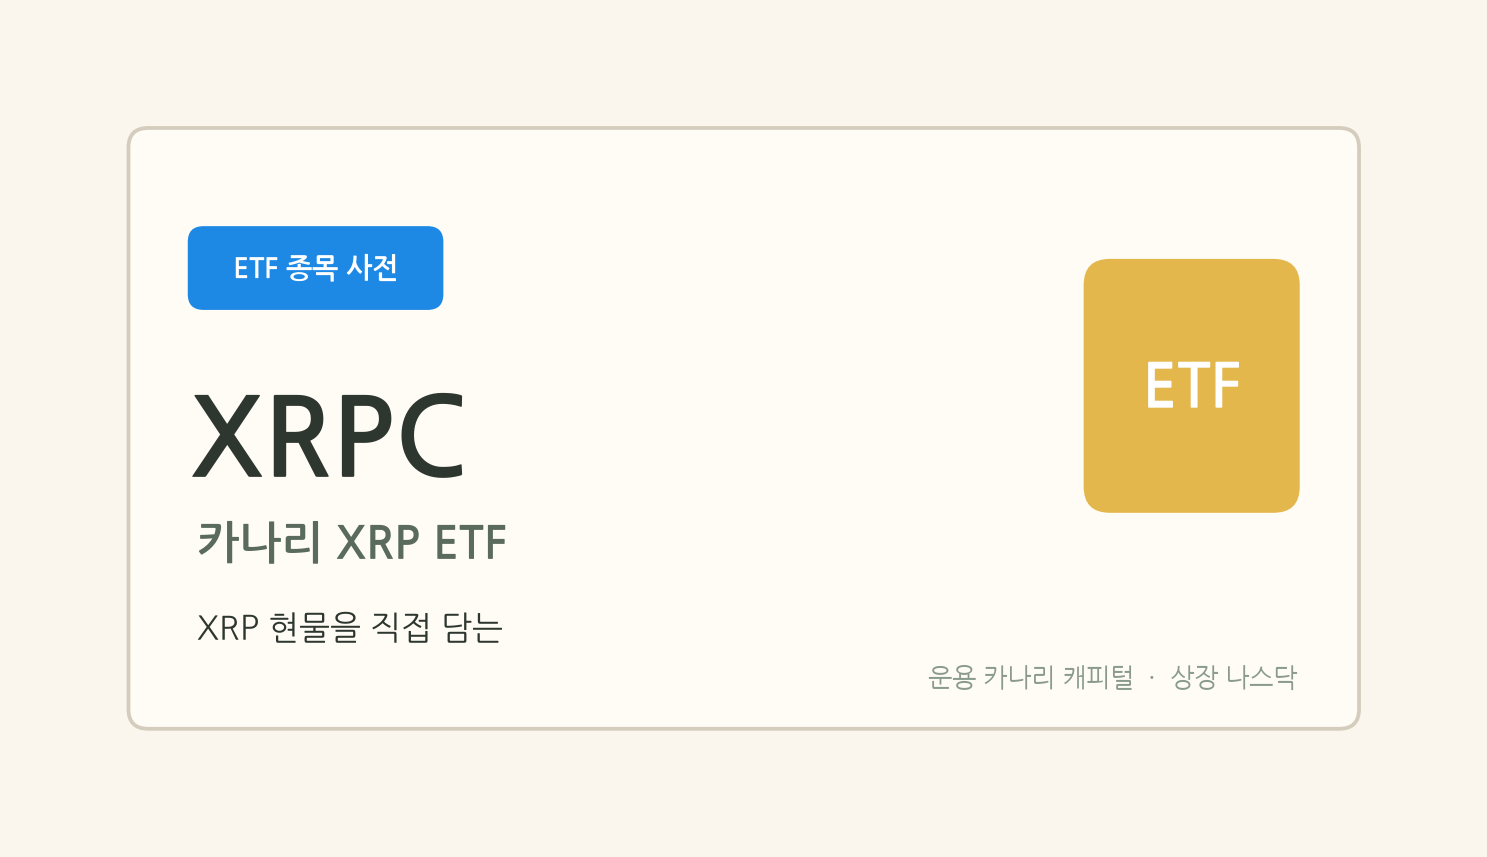 ETF 종목 사전
XRPC
카나리 XRP ETF
XRP 현물을 직접 담는
ETF
운용 카나리 캐피털 · 상장 나스닥